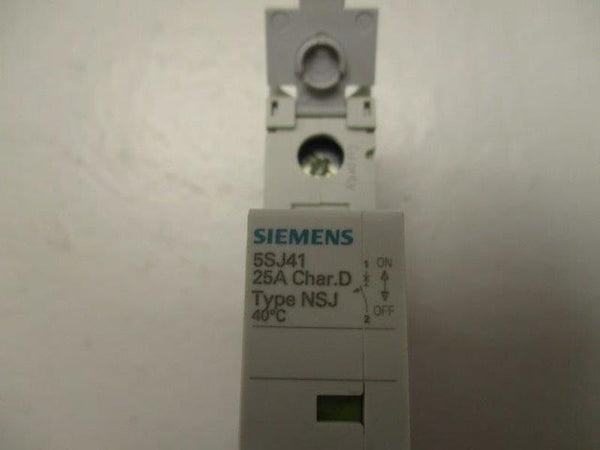 SIEMENS
5SJ41
25A Char.D
Type NSJ
40°C
1 ON
2 OFF